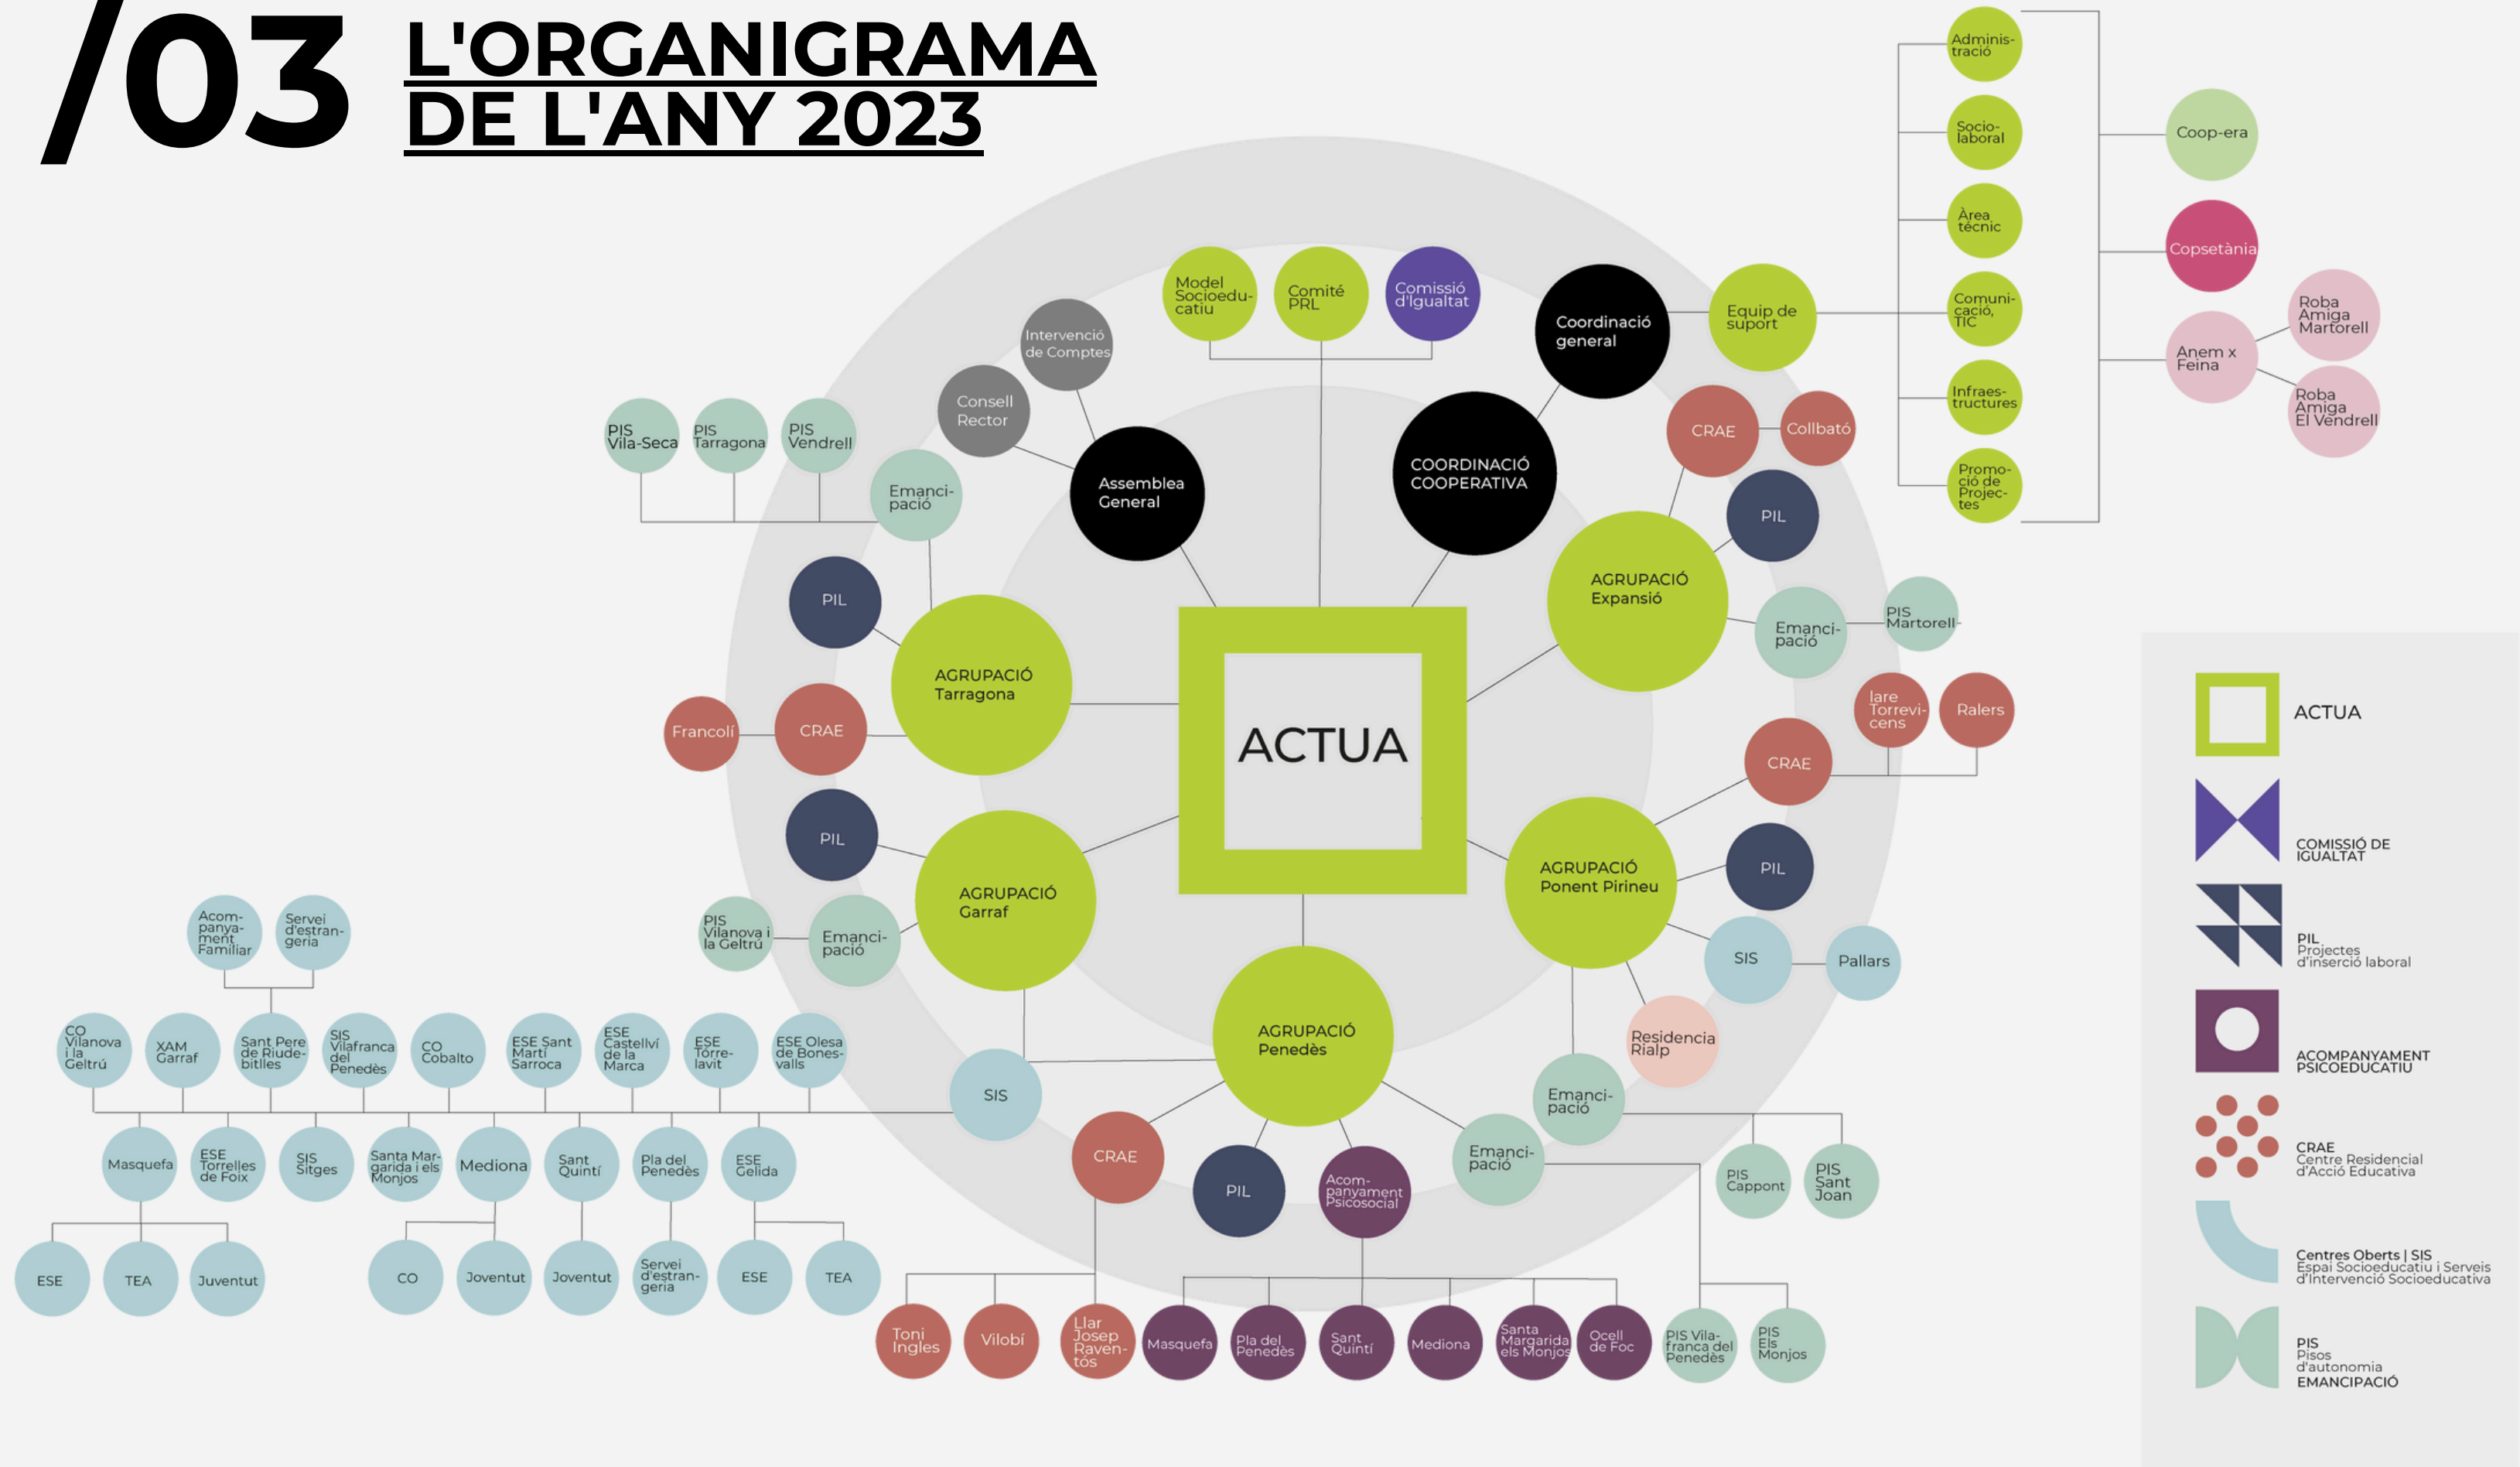 /03
L'ORGANIGRAMA
DE L'ANY 2023
Adminis-
tració
Socio-
laboral
Àrea
técnic
Comuni-
cació,
TIC
Infraes-
tructures
Promo-
ció de
Projec-
tes
Coop-era
Copsetània
Anem x
Feina
Roba
Amiga
Martorell
Roba
Amiga
El Vendrell
Model
Socioedu-
catiu
Comité
PRL
Comissió
d'Igualtat
Coordinació
general
Equip de
suport
Intervenció
de Comptes
Consell
Rector
Assemblea
General
COORDINACIÓ
COOPERATIVA
CRAE
Collbató
PIL
AGRUPACIÓ
Expansió
Emanci-
pació
PIS
Martorell-
PIS
Vila-Seca
PIS
Tarragona
PIS
Vendrell
Emanci-
pació
PIL
AGRUPACIÓ
Tarragona
Francolí
CRAE
ACTUA
lare
Torrevi-
cens
Ralers
CRAE
PIL
AGRUPACIÓ
Ponent Pirineu
SIS
Pallars
Residencia
Rialp
Emanci-
pació
PIS
Cappont
PIS
Sant
Joan
PIL
AGRUPACIÓ
Garraf
PIS
Vilanova i
la Geltrú
Emanci-
pació
AGRUPACIÓ
Penedès
SIS
CRAE
PIL
Acom-
panyament
Psicosocial
Emanci-
pació
Acom-
panya-
ment
Familiar
Servei
d'estran-
geria
CO
Vilanova
i la
Geltrú
XAM
Garraf
Sant Pere
de Riude-
bitlles
SIS
Vilafranca
del
Penedès
CO
Cobalto
ESE Sant
Martí
Sarroca
ESE
Castellví
de la
Marca
ESE
Torre-
lavit
ESE Olesa
de Bones-
valls
Masquefa
ESE
Torrelles
de Foix
SIS
Sitges
Santa Mar-
garida i els
Monjos
Mediona
Sant
Quintí
Pla del
Penedès
ESE
Gelida
ESE
TEA
Juventut
CO
Joventut
Joventut
Servei
d'estran-
geria
ESE
TEA
Toni
Ingles
Vilobí
Llar
Josep
Raven-
tós
Masquefa
Pla del
Penedès
Sant
Quintí
Mediona
Santa
Margarida
els Monjos
Ocell
de Foc
PIS Vila-
franca del
Penedès
PIS
Els
Monjos
ACTUA
COMISSIÓ DE
IGUALTAT
PIL
Projectes
d'inserció laboral
ACOMPANYAMENT
PSICOEDUCATIU
CRAE
Centre Residencial
d'Acció Educativa
Centres Oberts | SIS
Espai Socioeducatiu i Serveis
d'Intervenció Socioeducativa
PIS
Pisos
d'autonomia
EMANCIPACIÓ